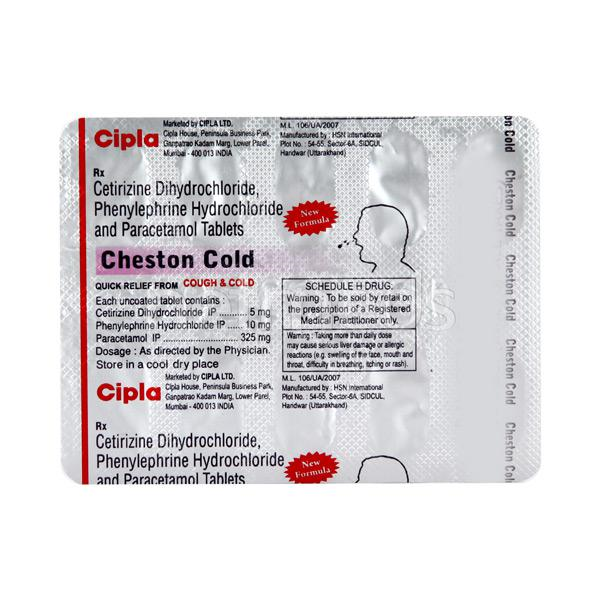 Cipla
Marketed by CIPLA LTD.
Cipla House, Peninsula Business Park,
Ganpatrao Kadam Marg, Lower Parel,
Mumbai - 400 013 INDIA
M.L. 106/UA/2007
Manufactured by : HSN International
Plot No. : 54-55, Sector-6A, SIDCUL,
Haridwar (Uttarakhand)
Rx
Cetirizine Dihydrochloride,
Phenylephrine Hydrochloride
and Paracetamol Tablets
New
Formula
Cheston Cold
QUICK RELIEF FROM COUGH & COLD
Each uncoated tablet contains :
Cetirizine Dihydrochloride IP ........ 5 mg
Phenylephrine Hydrochloride IP ...... 10 mg
Paracetamol IP .................... 325 mg
Dosage : As directed by the Physician.
Store in a cool dry place
SCHEDULE H DRUG.
Warning : To be sold by retail on
the prescription of a Registered
Medical Practitioner only.
Warning : Taking more than daily dose
may cause serious liver damage or allergic
reactions (e.g. swelling of the face, mouth and
throat, difficulty in breathing, itching or rash).
Cipla
Marketed by CIPLA LTD.
Cipla House, Peninsula Business Park,
Ganpatrao Kadam Marg, Lower Parel,
Mumbai - 400 013 INDIA
M.L. 106/UA/2007
Manufactured by : HSN International
Plot No. : 54-55, Sector-6A, SIDCUL,
Haridwar (Uttarakhand)
Rx
Cetirizine Dihydrochloride,
Phenylephrine Hydrochloride
and Paracetamol Tablets
New
Formula
Cheston Cold
Cheston Cold
Cheston Cold
Cheston Cold